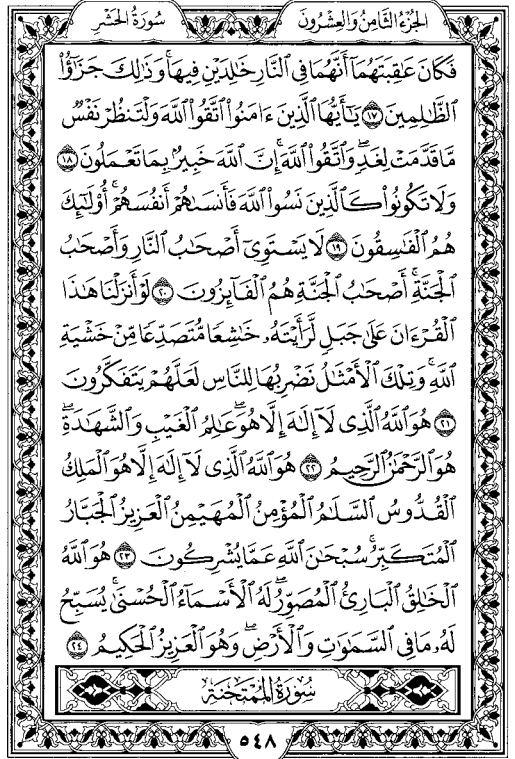 الجزء الثامن والعشرون
سورة الحشر
فَكَانَ عَٰقِبَتَهُمَآ أَنَّهُمَا فِي ٱلنَّارِ خَٰلِدَيۡنِ فِيهَاۚ وَذَٰلِكَ جَزَٰٓؤُاْ
ٱلظَّٰلِمِينَ ١٧ يَٰٓأَيُّهَا ٱلَّذِينَ ءَامَنُواْ ٱتَّقُواْ ٱللَّهَ وَلۡتَنظُرۡ نَفۡسٞ
مَّا قَدَّمَتۡ لِغَدٖۖ وَٱتَّقُواْ ٱللَّهَۚ إِنَّ ٱللَّهَ خَبِيرُۢ بِمَا تَعۡمَلُونَ ١٨
وَلَا تَكُونُواْ كَٱلَّذِينَ نَسُواْ ٱللَّهَ فَأَنسَىٰهُمۡ أَنفُسَهُمۡۚ أُوْلَٰٓئِكَ
هُمُ ٱلۡفَٰسِقُونَ ١٩ لَا يَسۡتَوِيٓ أَصۡحَٰبُ ٱلنَّارِ وَأَصۡحَٰبُ
ٱلۡجَنَّةِۚ أَصۡحَٰبُ ٱلۡجَنَّةِ هُمُ ٱلۡفَآئِزُونَ ٢٠ لَوۡ أَنزَلۡنَا هَٰذَا
ٱلۡقُرۡءَانَ عَلَىٰ جَبَلٖ لَّرَأَيۡتَهُۥ خَٰشِعٗا مُّتَصَدِّعٗا مِّنۡ خَشۡيَةِ
ٱللَّهِۚ وَتِلۡكَ ٱلۡأَمۡثَٰلُ نَضۡرِبُهَا لِلنَّاسِ لَعَلَّهُمۡ يَتَفَكَّرُونَ
٢١ هُوَ ٱللَّهُ ٱلَّذِي لَآ إِلَٰهَ إِلَّا هُوَۖ عَٰلِمُ ٱلۡغَيۡبِ وَٱلشَّهَٰدَةِۖ
هُوَ ٱلرَّحۡمَٰنُ ٱلرَّحِيمُ ٢٢ هُوَ ٱللَّهُ ٱلَّذِي لَآ إِلَٰهَ إِلَّا هُوَ ٱلۡمَلِكُ
ٱلۡقُدُّوسُ ٱلسَّلَٰمُ ٱلۡمُؤۡمِنُ ٱلۡمُهَيۡمِنُ ٱلۡعَزِيزُ ٱلۡجَبَّارُ
ٱلۡمُتَكَبِّرُۚ سُبۡحَٰنَ ٱللَّهِ عَمَّا يُشۡرِكُونَ ٢٣ هُوَ ٱللَّهُ
ٱلۡخَٰلِقُ ٱلۡبَارِئُ ٱلۡمُصَوِّرُۖ لَهُ ٱلۡأَسۡمَآءُ ٱلۡحُسۡنَىٰۚ يُسَبِّحُ
لَهُۥ مَا فِي ٱلسَّمَٰوَٰتِ وَٱلۡأَرۡضِۖ وَهُوَ ٱلۡعَزِيزُ ٱلۡحَكِيمُ ٢٤
سورة الممتحنة
٥٤٨